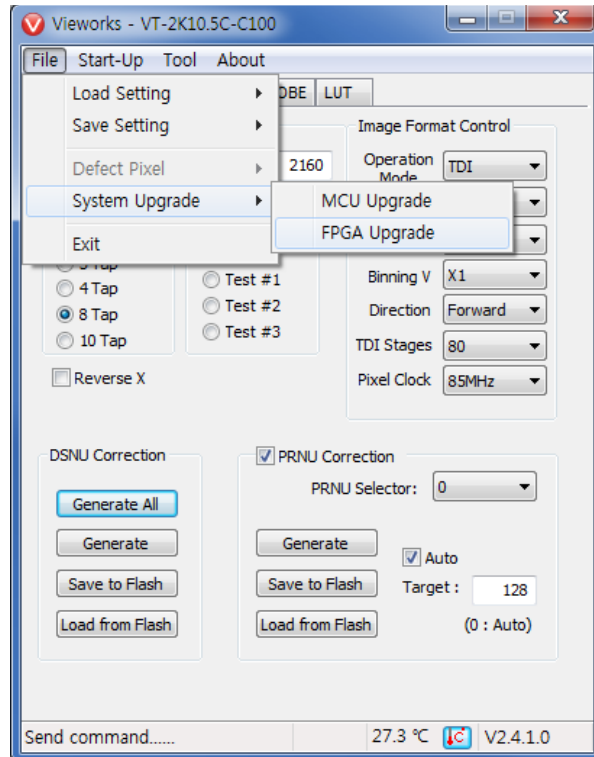 Vieworks - VT-2K10.5C-C100
File Start-Up Tool About
Load Setting
Save Setting
Defect Pixel
System Upgrade
Exit
MCU Upgrade
FPGA Upgrade
LUT
Image Format Control
2160
Operation
TDI
4 Tap
8 Tap
10 Tap
Reverse X
Test #1
Test #2
Test #3
Binning V X1
Direction Forward
TDI Stages 80
Pixel Clock 85MHz
DSNU Correction
Generate All
Generate
Save to Flash
Load from Flash
PRNU Correction
PRNU Selector: 0
Generate
Save to Flash
Load from Flash
Auto
Target : 128
(0 : Auto)
Send command...... 27.3 ℃ V2.4.1.0